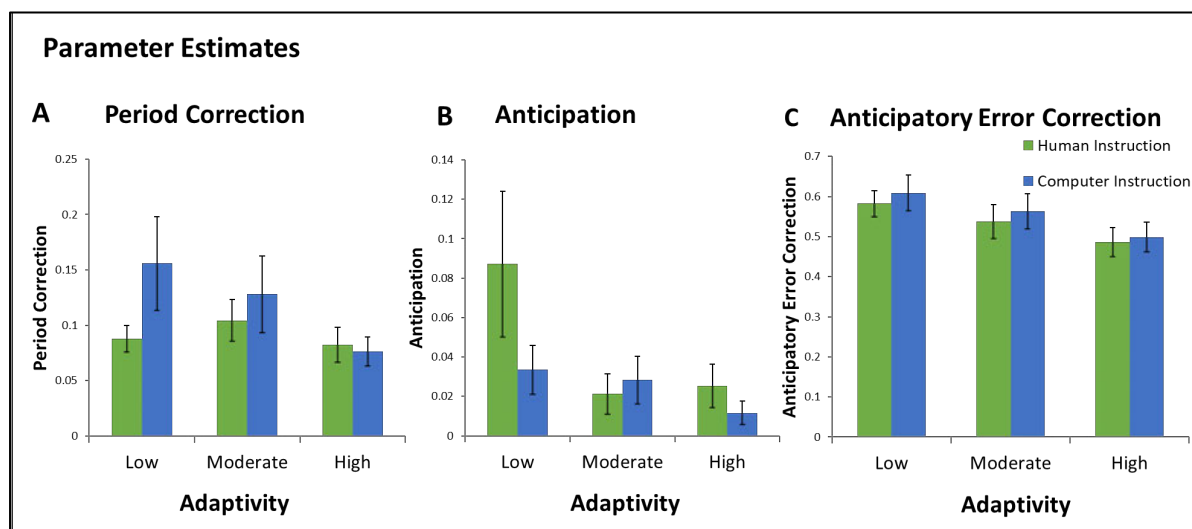 Parameter Estimates
A Period Correction
Period Correction
0.25
0.2
0.15
0.1
0.05
0
Low Moderate High
Adaptivity
B Anticipation
Anticipation
0.14
0.12
0.1
0.08
0.06
0.04
0.02
0
Low Moderate High
Adaptivity
C Anticipatory Error Correction
Human Instruction
Computer Instruction
Anticipatory Error Correction
0.7
0.6
0.5
0.4
0.3
0.2
0.1
0
Low Moderate High
Adaptivity